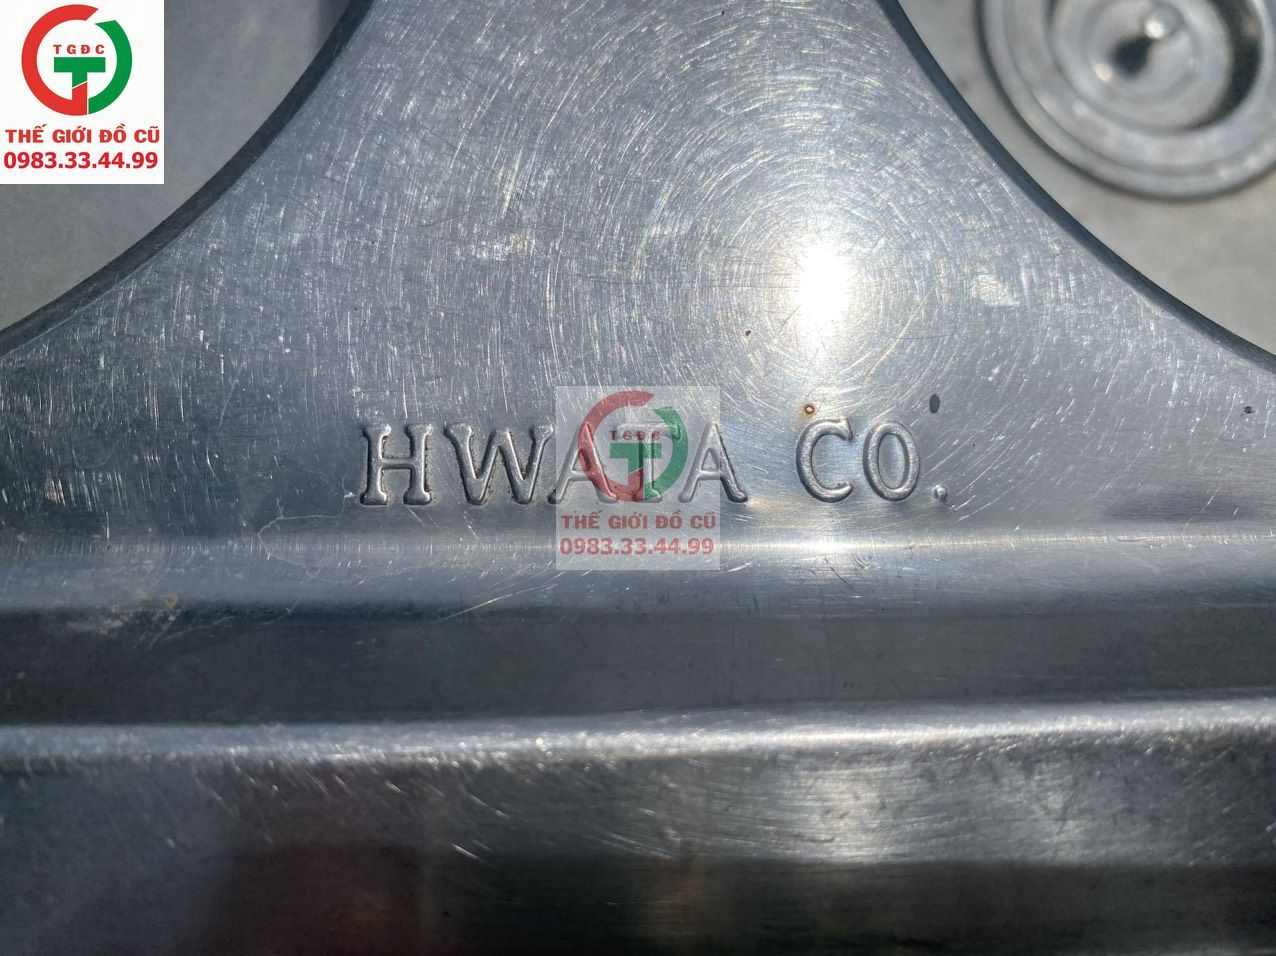 TGĐC
THẾ GIỚI ĐỒ CŨ
0983.33.44.99
HWATA CO.
TGĐC
THẾ GIỚI ĐỒ CŨ
0983.33.44.99